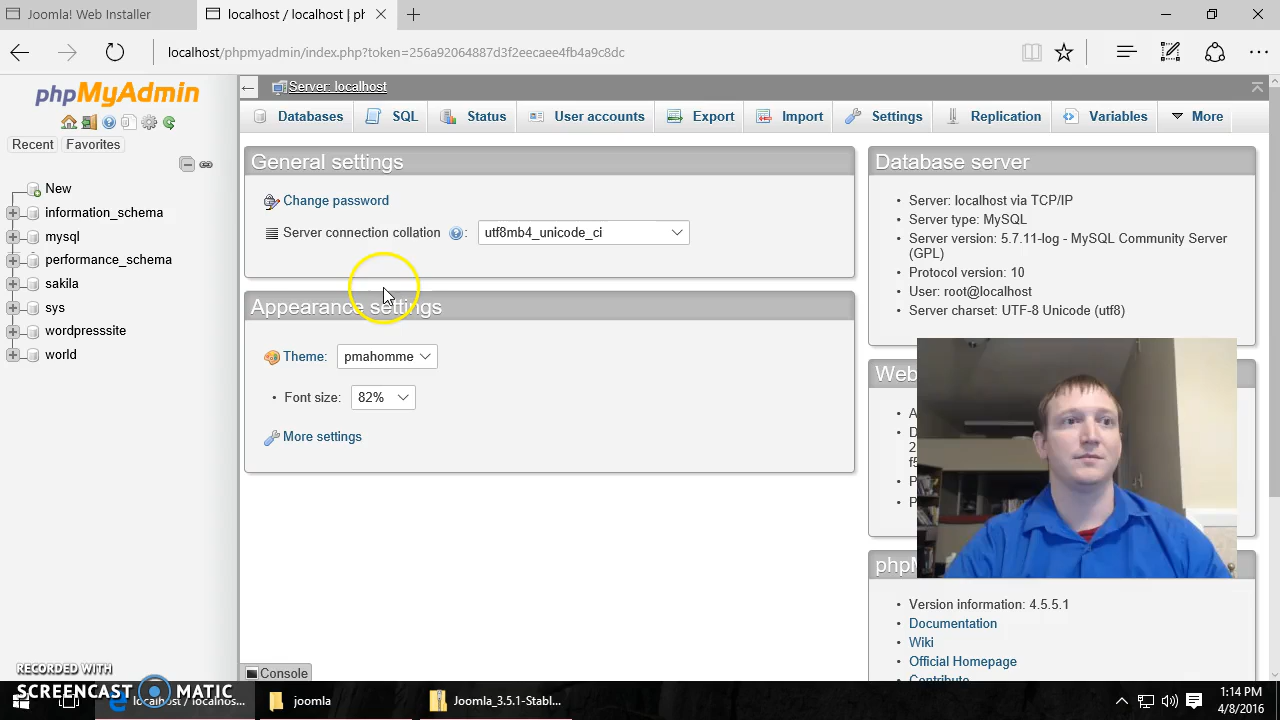 Joomla! Web Installer
localhost / localhost | ph
localhost/phpmyadmin/index.php?token=256a92064887d3f2eecaee4fb4a9c8dc
phpMyAdmin
Recent Favorites
New
information_schema
mysql
performance_schema
sakila
sys
wordpresssite
world
Server: localhost
Databases SQL Status User accounts Export Import Settings Replication Variables More
General settings
Change password
Server connection collation : utf8mb4_unicode_ci
Appearance settings
Theme: pmahomme
Font size: 82%
More settings
Database server
Server: localhost via TCP/IP
Server type: MySQL
Server version: 5.7.11-log - MySQL Community Server
(GPL)
Protocol version: 10
User: root@localhost
Server charset: UTF-8 Unicode (utf8)
Web
A
D
2
f5
P
P
phpM
Version information: 4.5.5.1
Documentation
Wiki
Official Homepage
Contribute
Console
RECORDED WITH
SCREENCAST MATIC
localhost / localhos...
joomla
Joomla_3.5.1-Stabl...
1:14 PM
4/8/2016